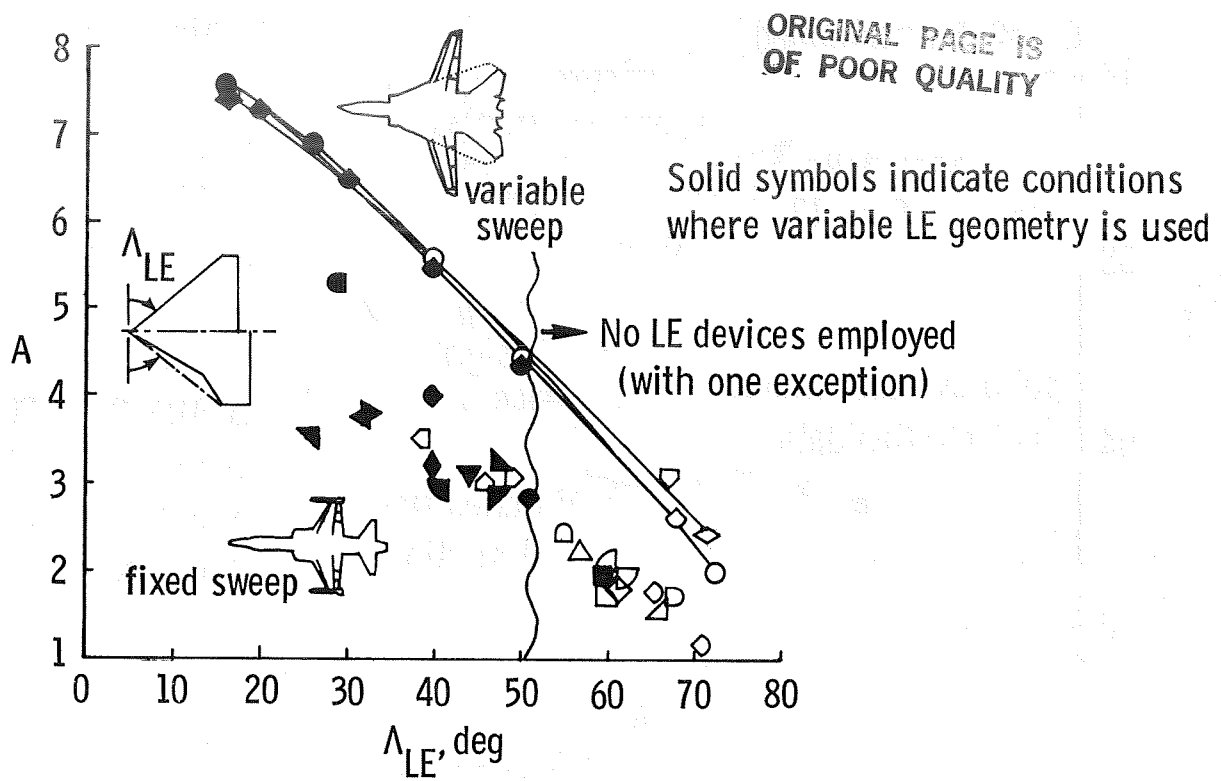 ORIGINAL PAGE IS
OF POOR QUALITY
8
7
6
5
4
3
2
1
A
variable
sweep
Solid symbols indicate conditions
where variable LE geometry is used
Λ_LE
No LE devices employed
(with one exception)
fixed sweep
0 10 20 30 40 50 60 70 80
Λ_LE, deg